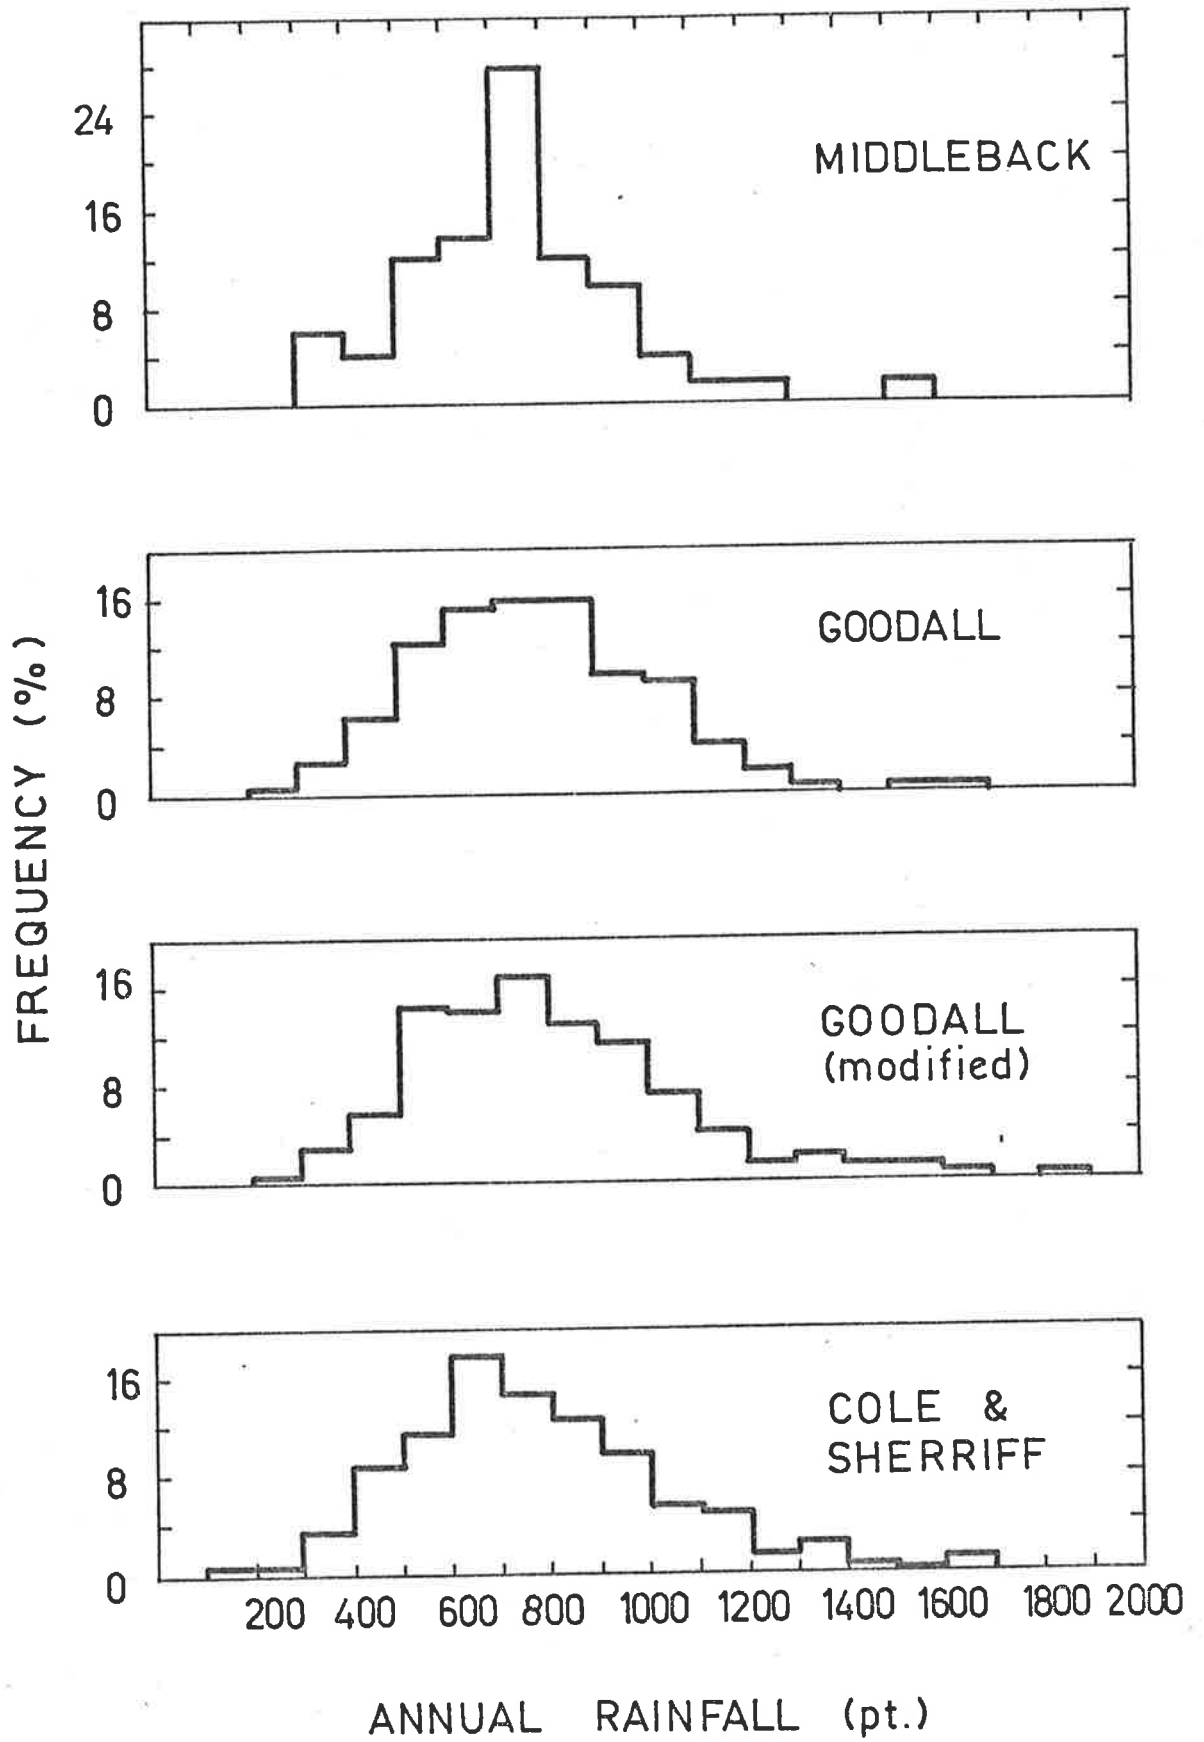 24
16
8
0
MIDDLEBACK
16
8
0
GOODALL
16
8
0
GOODALL
(modified)
16
8
0
COLE &
SHERRIFF
200 400 600 800 1000 1200 1400 1600 1800 2000
ANNUAL RAINFALL (pt.)
FREQUENCY (%)